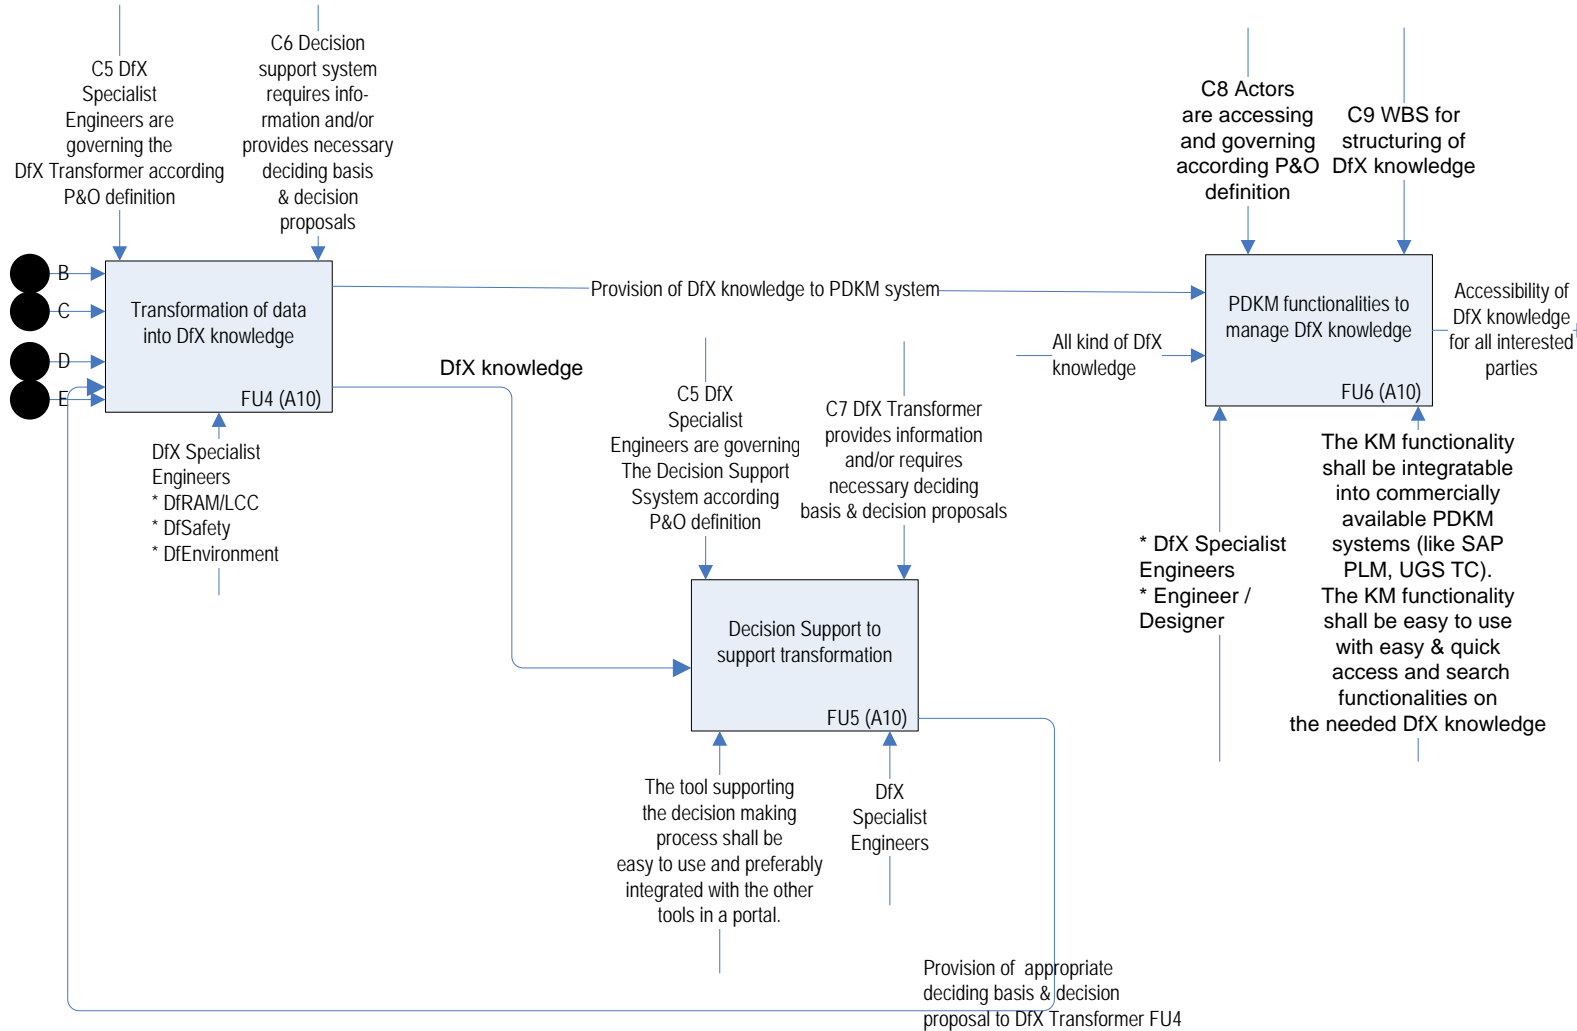 C5 DfX
Specialist
Engineers are
governing the
DfX Transformer according
P&O definition
C6 Decision
support system
requires info-
rmation and/or
provides necessary
deciding basis
& decision
proposals
C8 Actors
are accessing
and governing
according P&O
definition
C9 WBS for
structuring of
DfX knowledge
B
C
D
E
Transformation of data
into DfX knowledge
FU4 (A10)
Provision of DfX knowledge to PDKM system
All kind of DfX
knowledge
PDKM functionalities to
manage DfX knowledge
FU6 (A10)
Accessibility of
DfX knowledge
for all interested
parties
DfX knowledge
DfX Specialist
Engineers
* DfRAM/LCC
* DfSafety
* DfEnvironment
C5 DfX
Specialist
Engineers are governing
The Decision Support
Ssystem according
P&O definition
C7 DfX Transformer
provides information
and/or requires
necessary deciding
basis & decision proposals
* DfX Specialist
Engineers
* Engineer /
Designer
The KM functionality
shall be integratable
into commercially
available PDKM
systems (like SAP
PLM, UGS TC).
The KM functionality
shall be easy to use
with easy & quick
access and search
functionalities on
the needed DfX knowledge
Decision Support to
support transformation
FU5 (A10)
The tool supporting
the decision making
process shall be
easy to use and preferably
integrated with the other
tools in a portal.
DfX
Specialist
Engineers
Provision of  appropriate
deciding basis & decision
proposal to DfX Transformer FU4